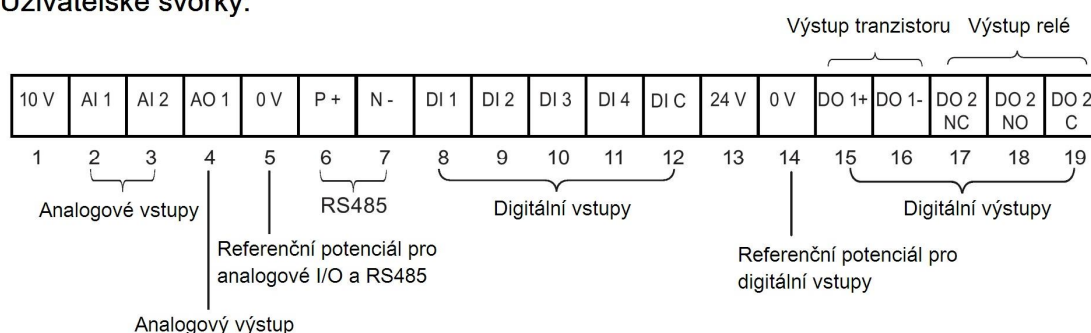 Uživatelské svorky:
Výstup tranzistoru Výstup relé
10 V AI 1 AI 2 AO 1 0 V P + N - DI 1 DI 2 DI 3 DI 4 DI C 24 V 0 V DO 1+ DO 1- DO 2 NC DO 2 NO DO 2 C
1 2 3 4 5 6 7 8 9 10 11 12 13 14 15 16 17 18 19
Analogové vstupy
RS485
Digitální vstupy
Digitální výstupy
Referenční potenciál pro
analogové I/O a RS485
Referenční potenciál pro
digitální vstupy
Analogový výstup